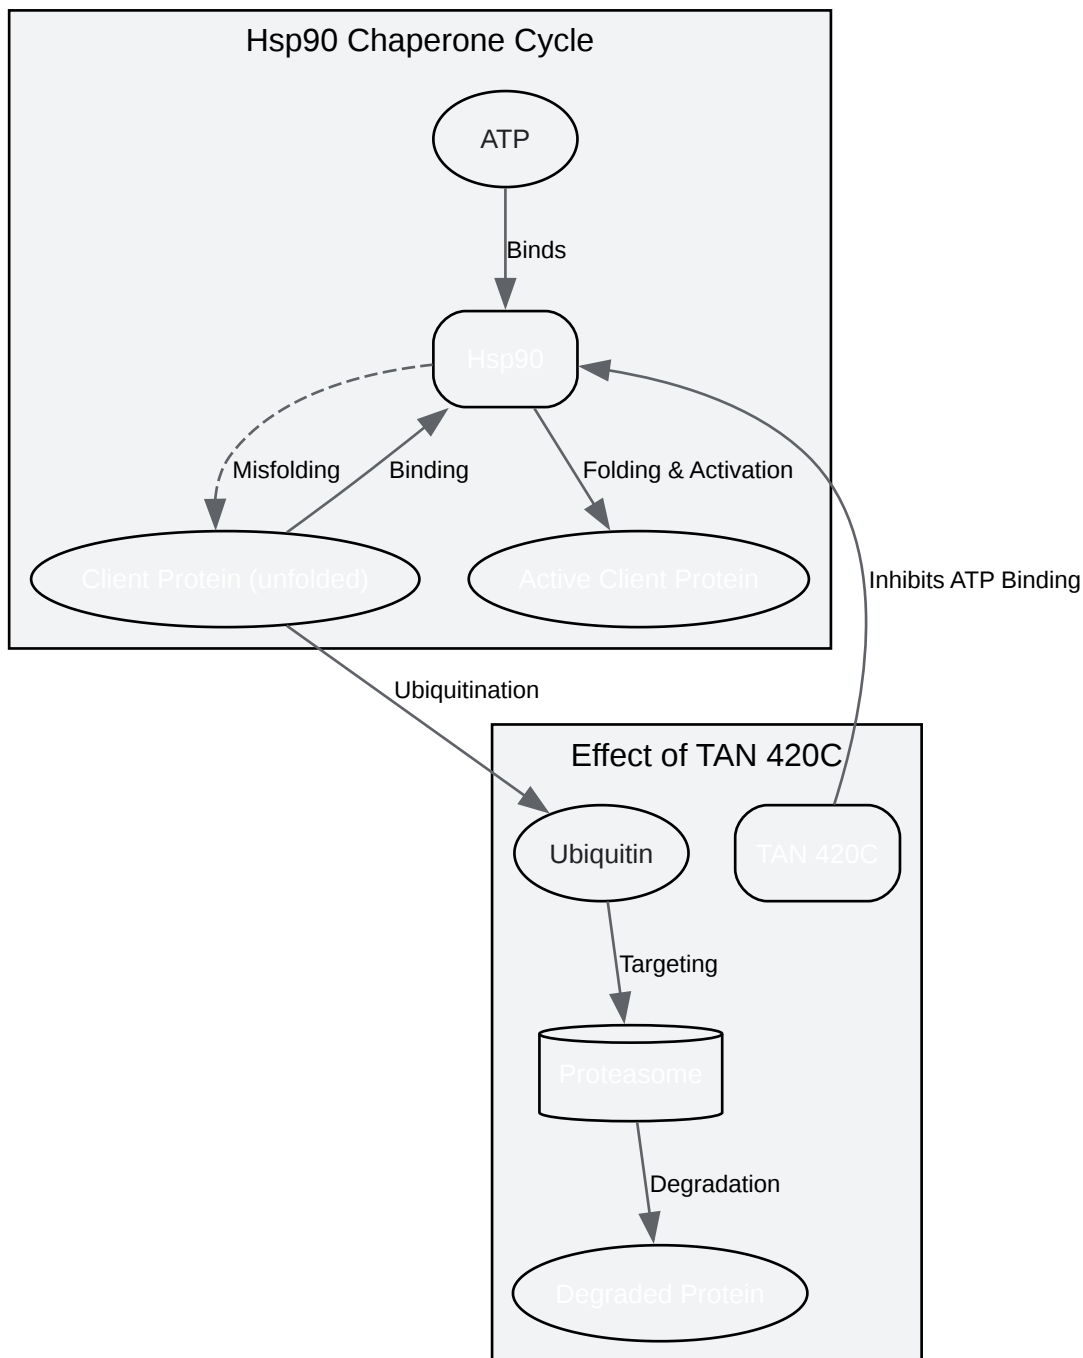 Hsp90 Chaperone Cycle
ATP
Binds
Hsp90
Misfolding
Binding
Folding & Activation
Client Protein (unfolded)
Active Client Protein
Inhibits ATP Binding
Ubiquitination
Effect of TAN 420C
Ubiquitin
TAN 420C
Targeting
Proteasome
Degradation
Degraded Protein